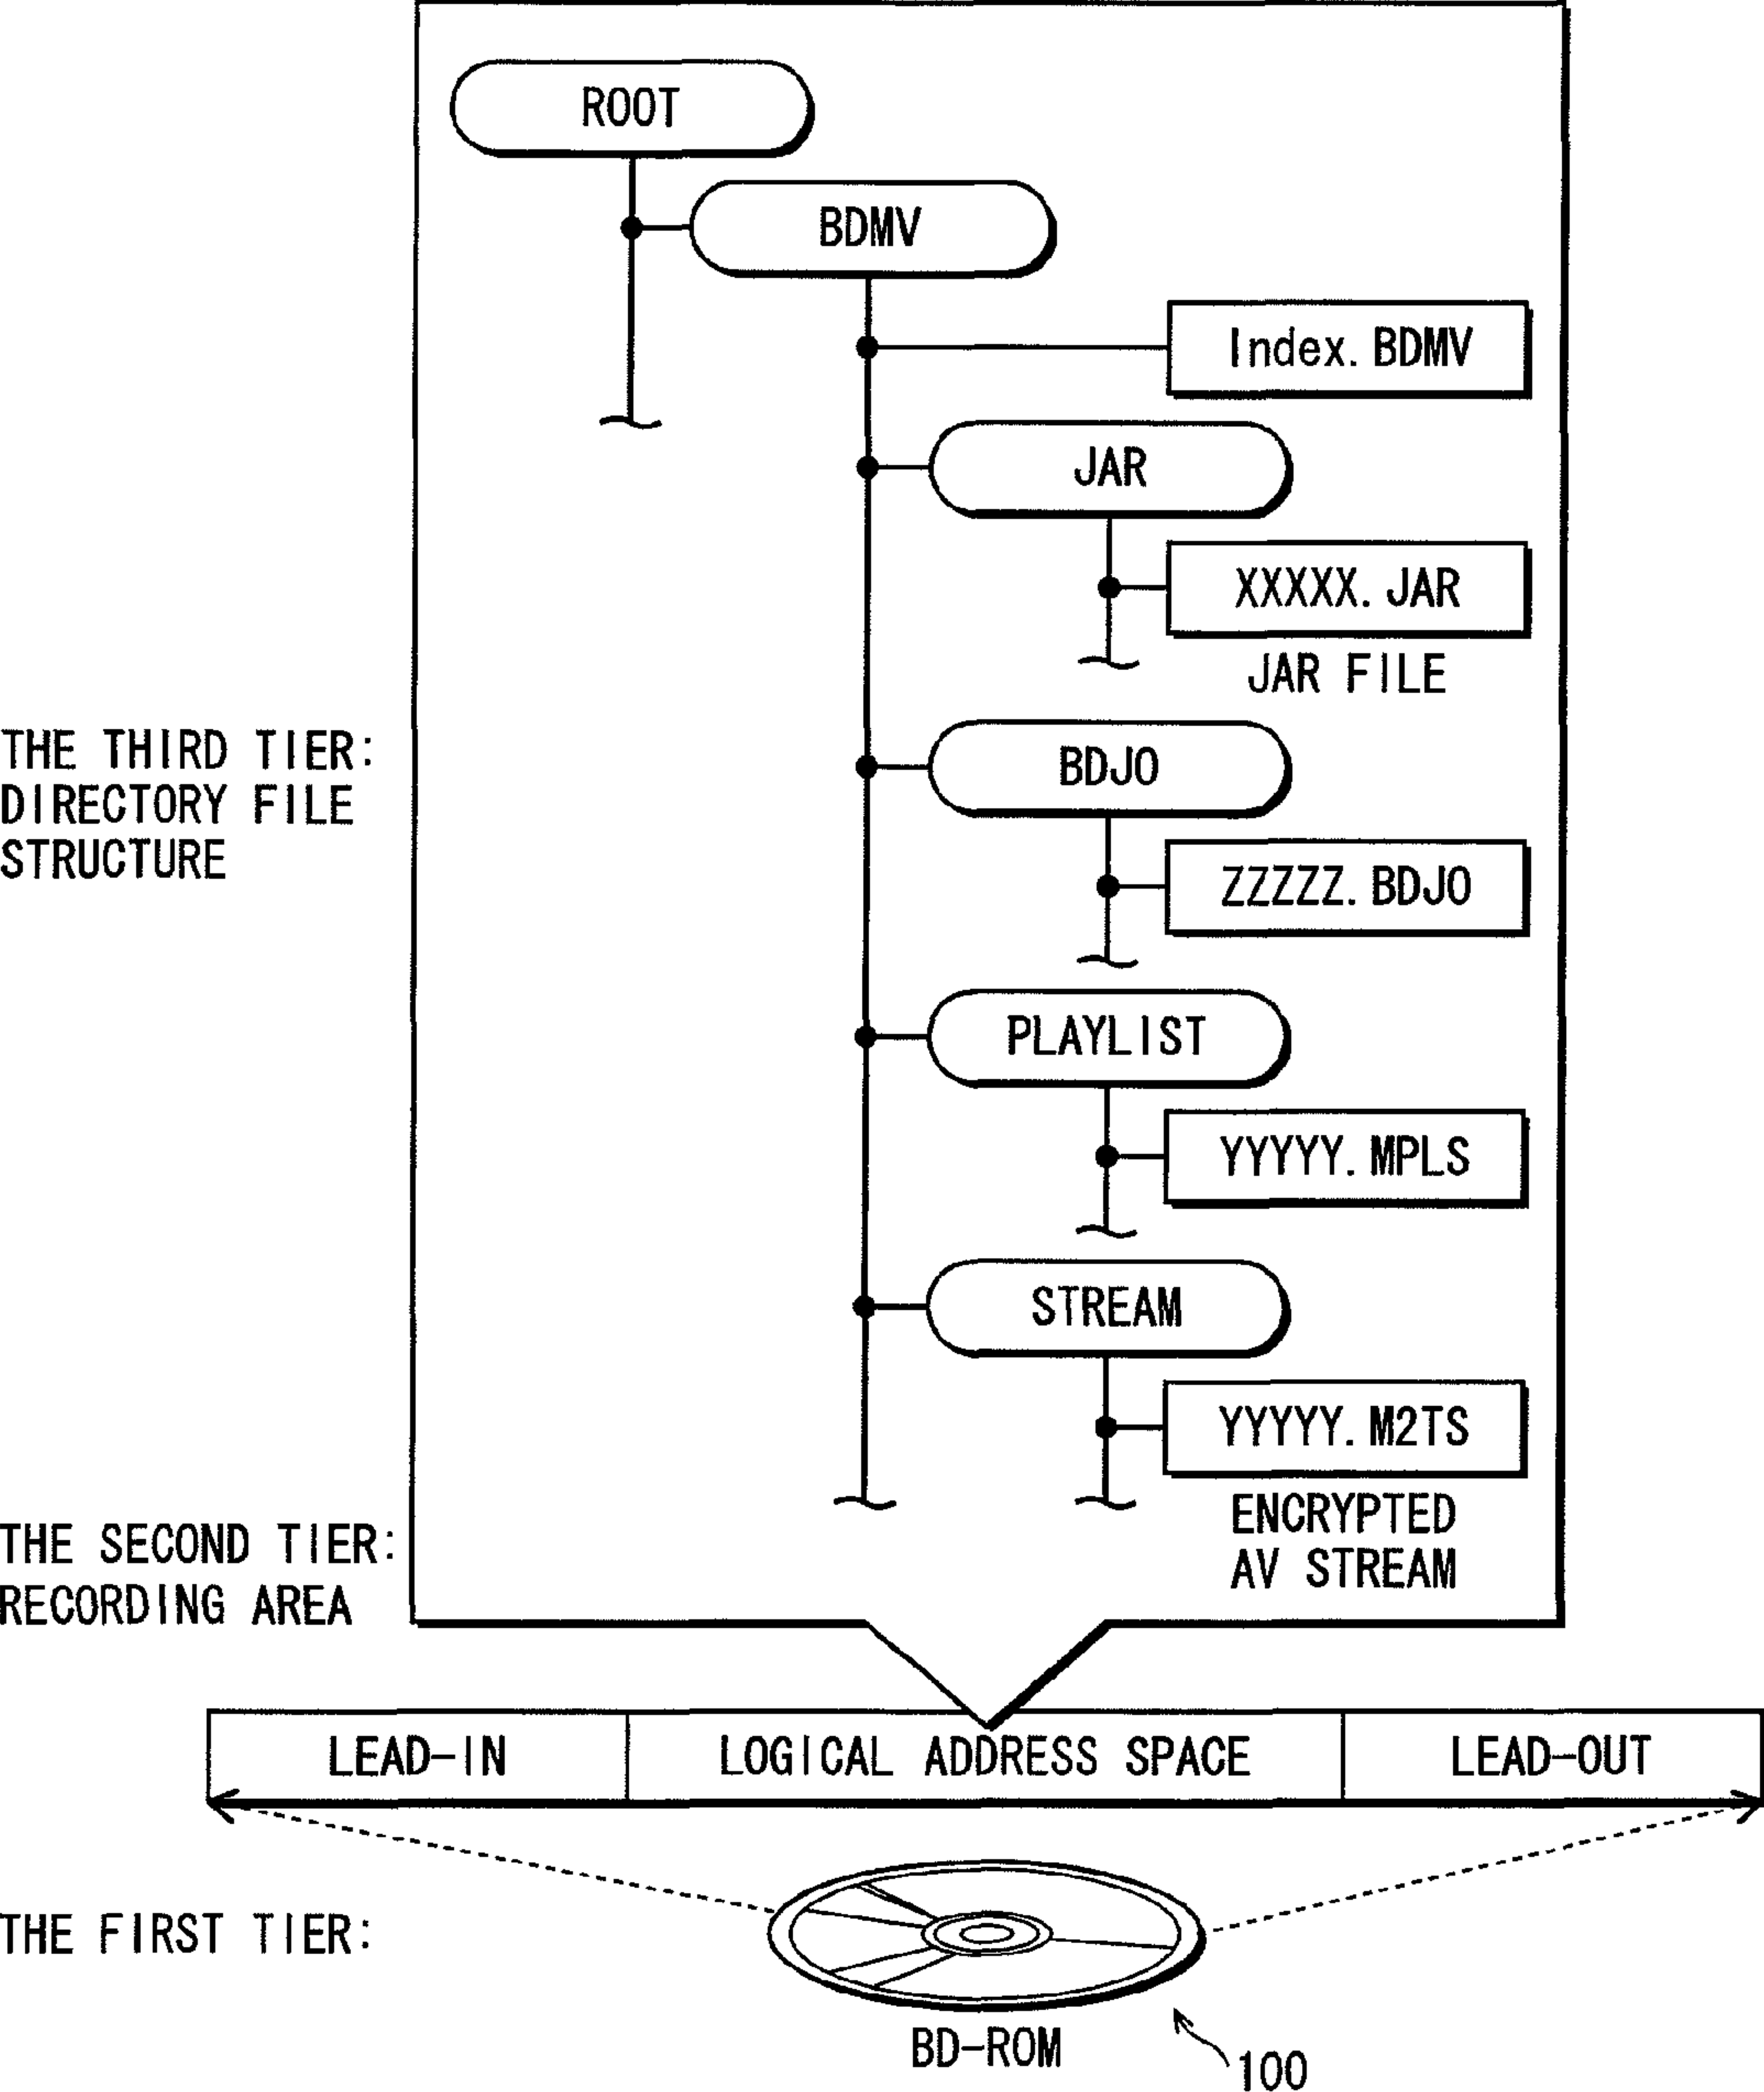 ROOT
BDMV
Index.BDMV
JAR
XXXXX.JAR
JAR FILE
THE THIRD TIER:
DIRECTORY FILE
STRUCTURE
BDJO
ZZZZZ.BDJO
PLAYLIST
YYYYY.MPLS
STREAM
YYYYY.M2TS
ENCRYPTED
AV STREAM
THE SECOND TIER:
RECORDING AREA
LEAD-IN
LOGICAL ADDRESS SPACE
LEAD-OUT
THE FIRST TIER:
BD-ROM
100